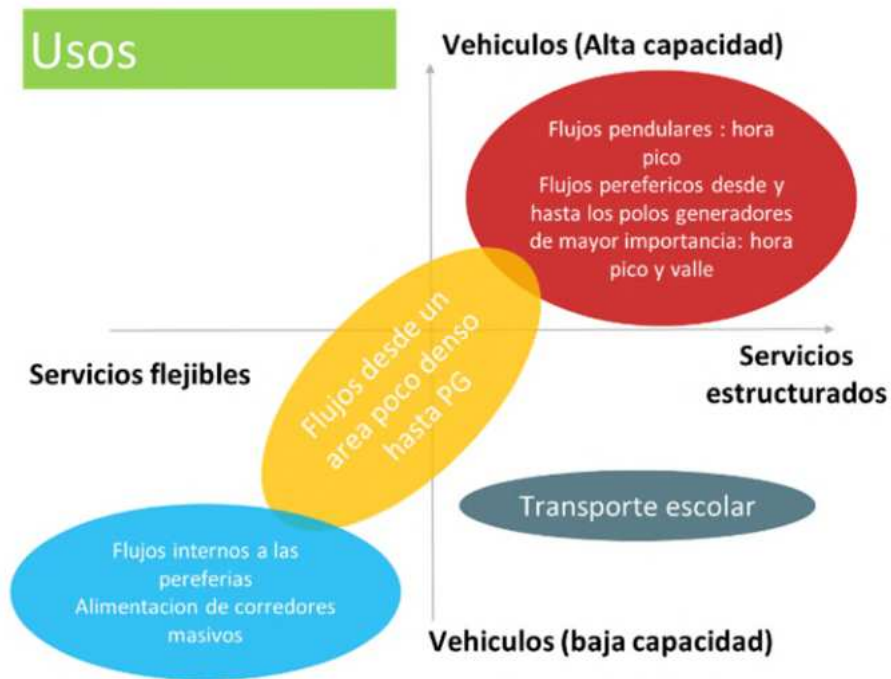 Usos
Vehiculos (Alta capacidad)
Flujos pendulares : hora
pico
Flujos perefericos desde y
hasta los polos generadores
de mayor importancia: hora
pico y valle
Flujos desde un
area poco denso
hasta PG
Servicios flejibles
Servicios
estructurados
Transporte escolar
Flujos internos a las
pereferias
Alimentacion de corredores
masivos
Vehiculos (baja capacidad)